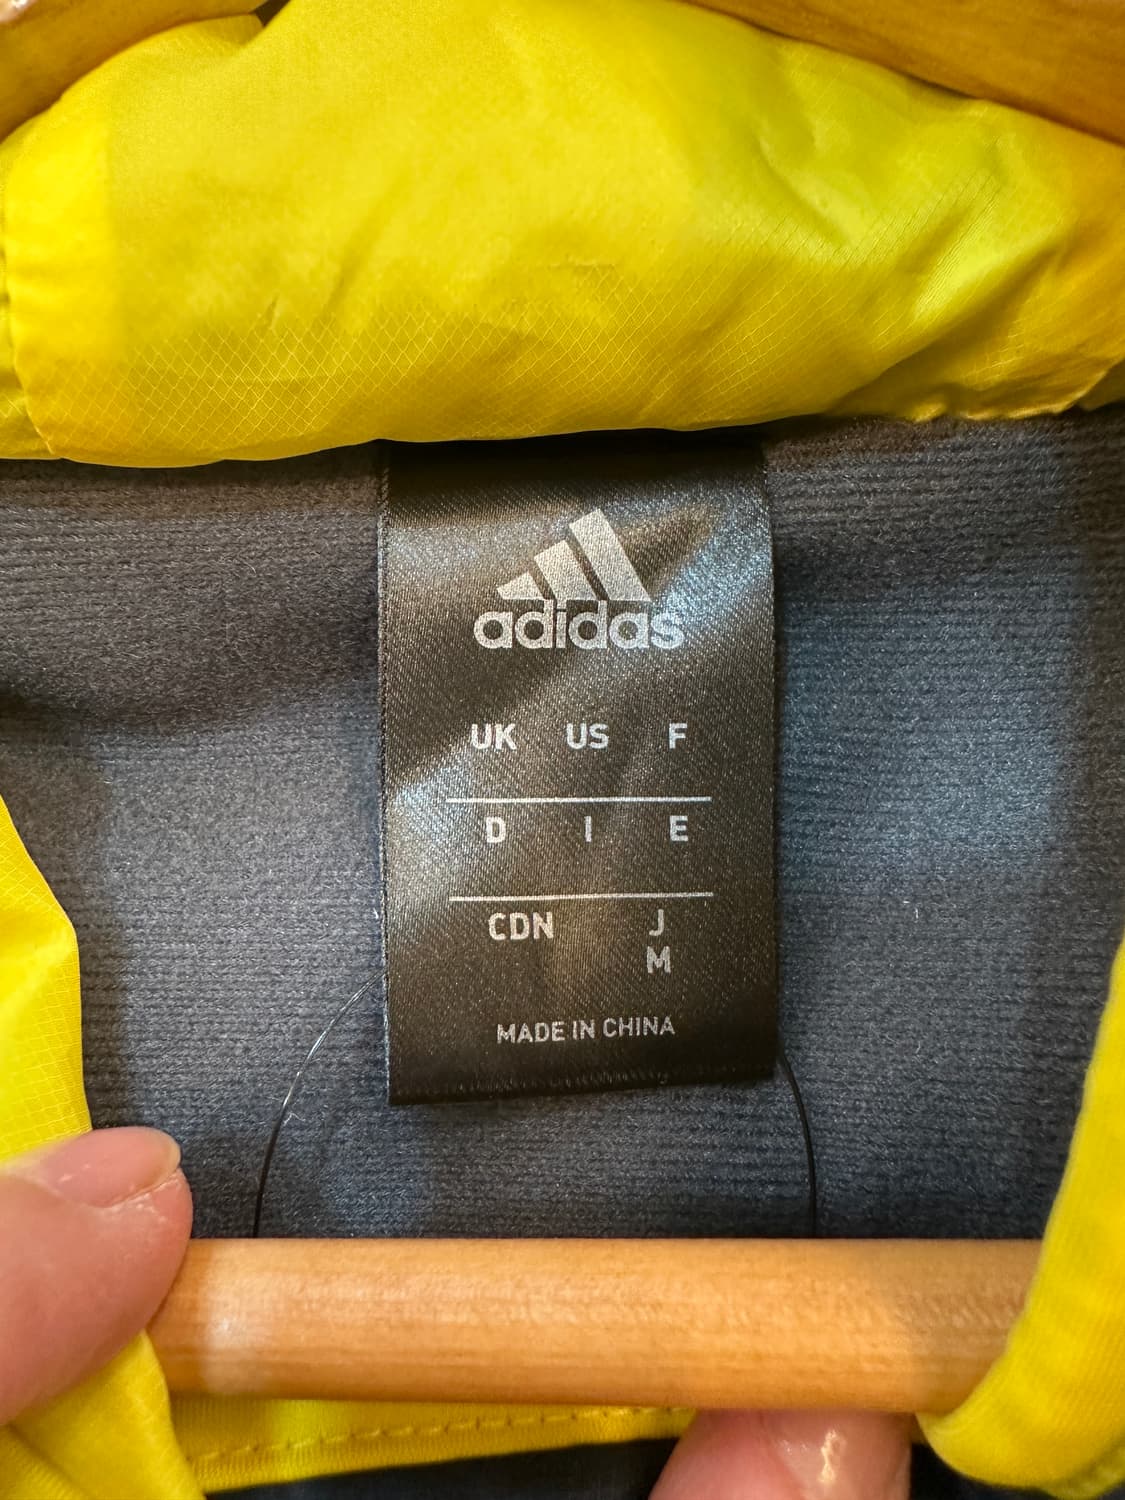 adidas
UK US F
D I E
CDN J
M
MADE IN CHINA